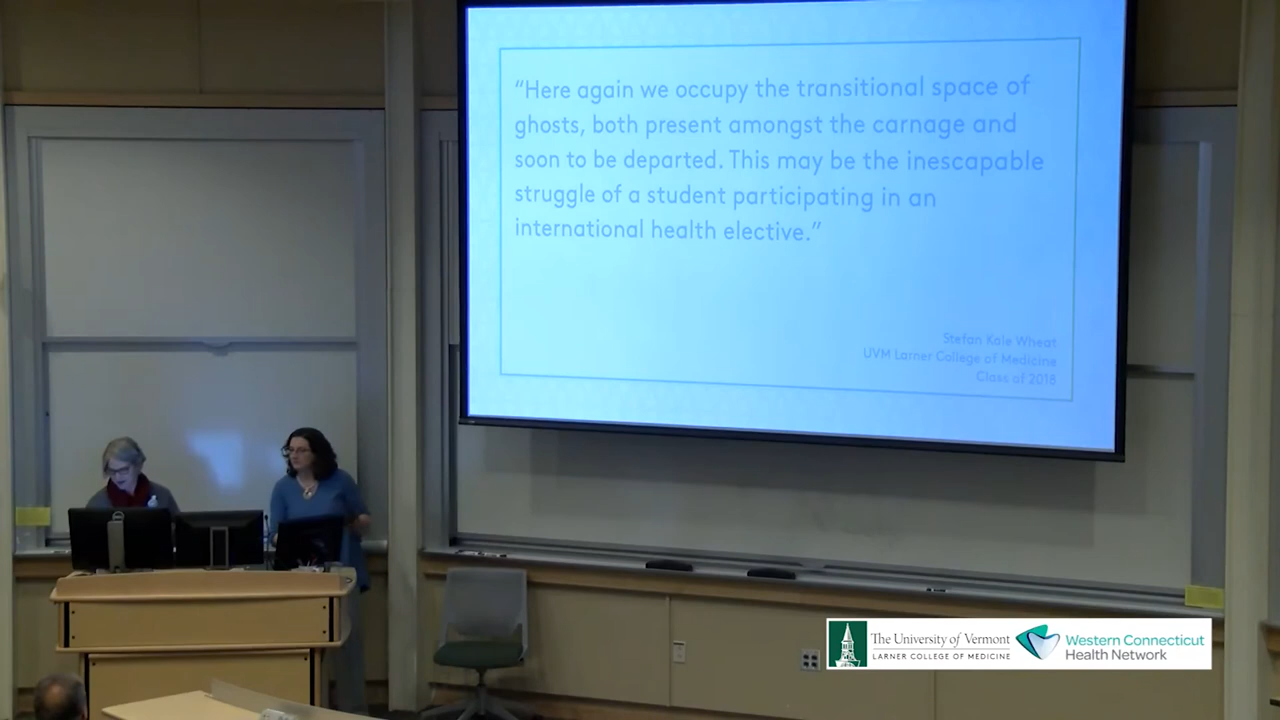 “Here again we occupy the transitional space of
ghosts, both present amongst the carnage and
soon to be departed. This may be the inescapable
struggle of a student participating in an
international health elective.”
Stefan Kale Wheat
UVM Larner College of Medicine
Class of 2018
The University of Vermont
LARNER COLLEGE OF MEDICINE
Western Connecticut
Health Network